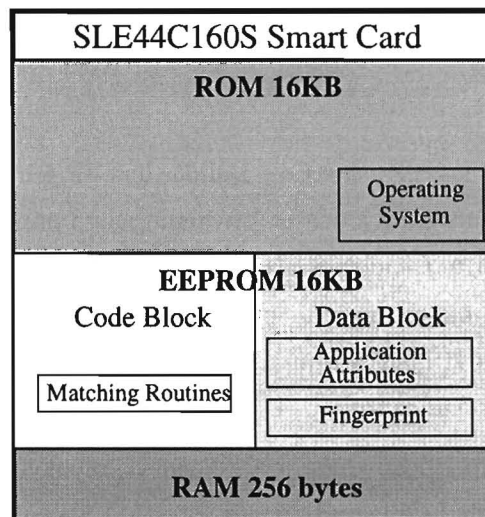 SLE44C160S Smart Card
ROM 16KB
Operating
System
EEPROM 16KB
Code Block
Data Block
Matching Routines
Application
Attributes
Fingerprint
RAM 256 bytes